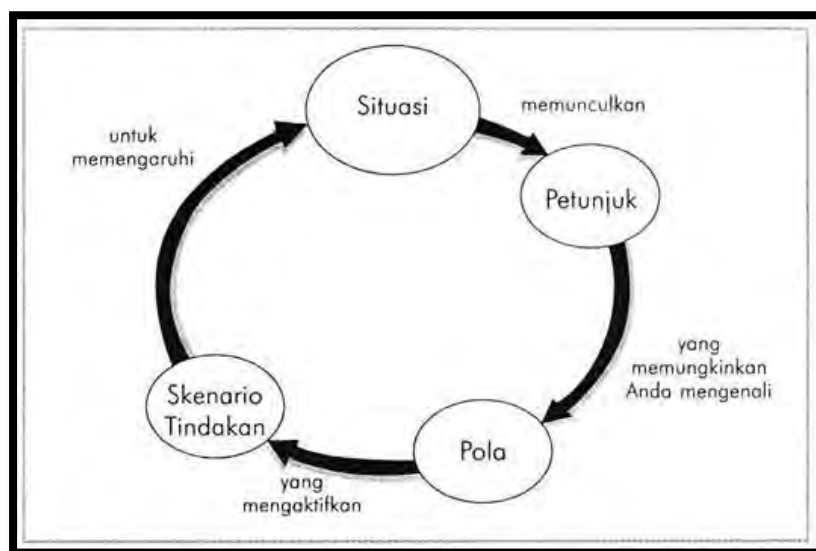 Situasi
memunculkan
Petunjuk
yang
memungkinkan
Anda mengenali
Pola
yang
mengaktifkan
Skenario
Tindakan
untuk
memengaruhi